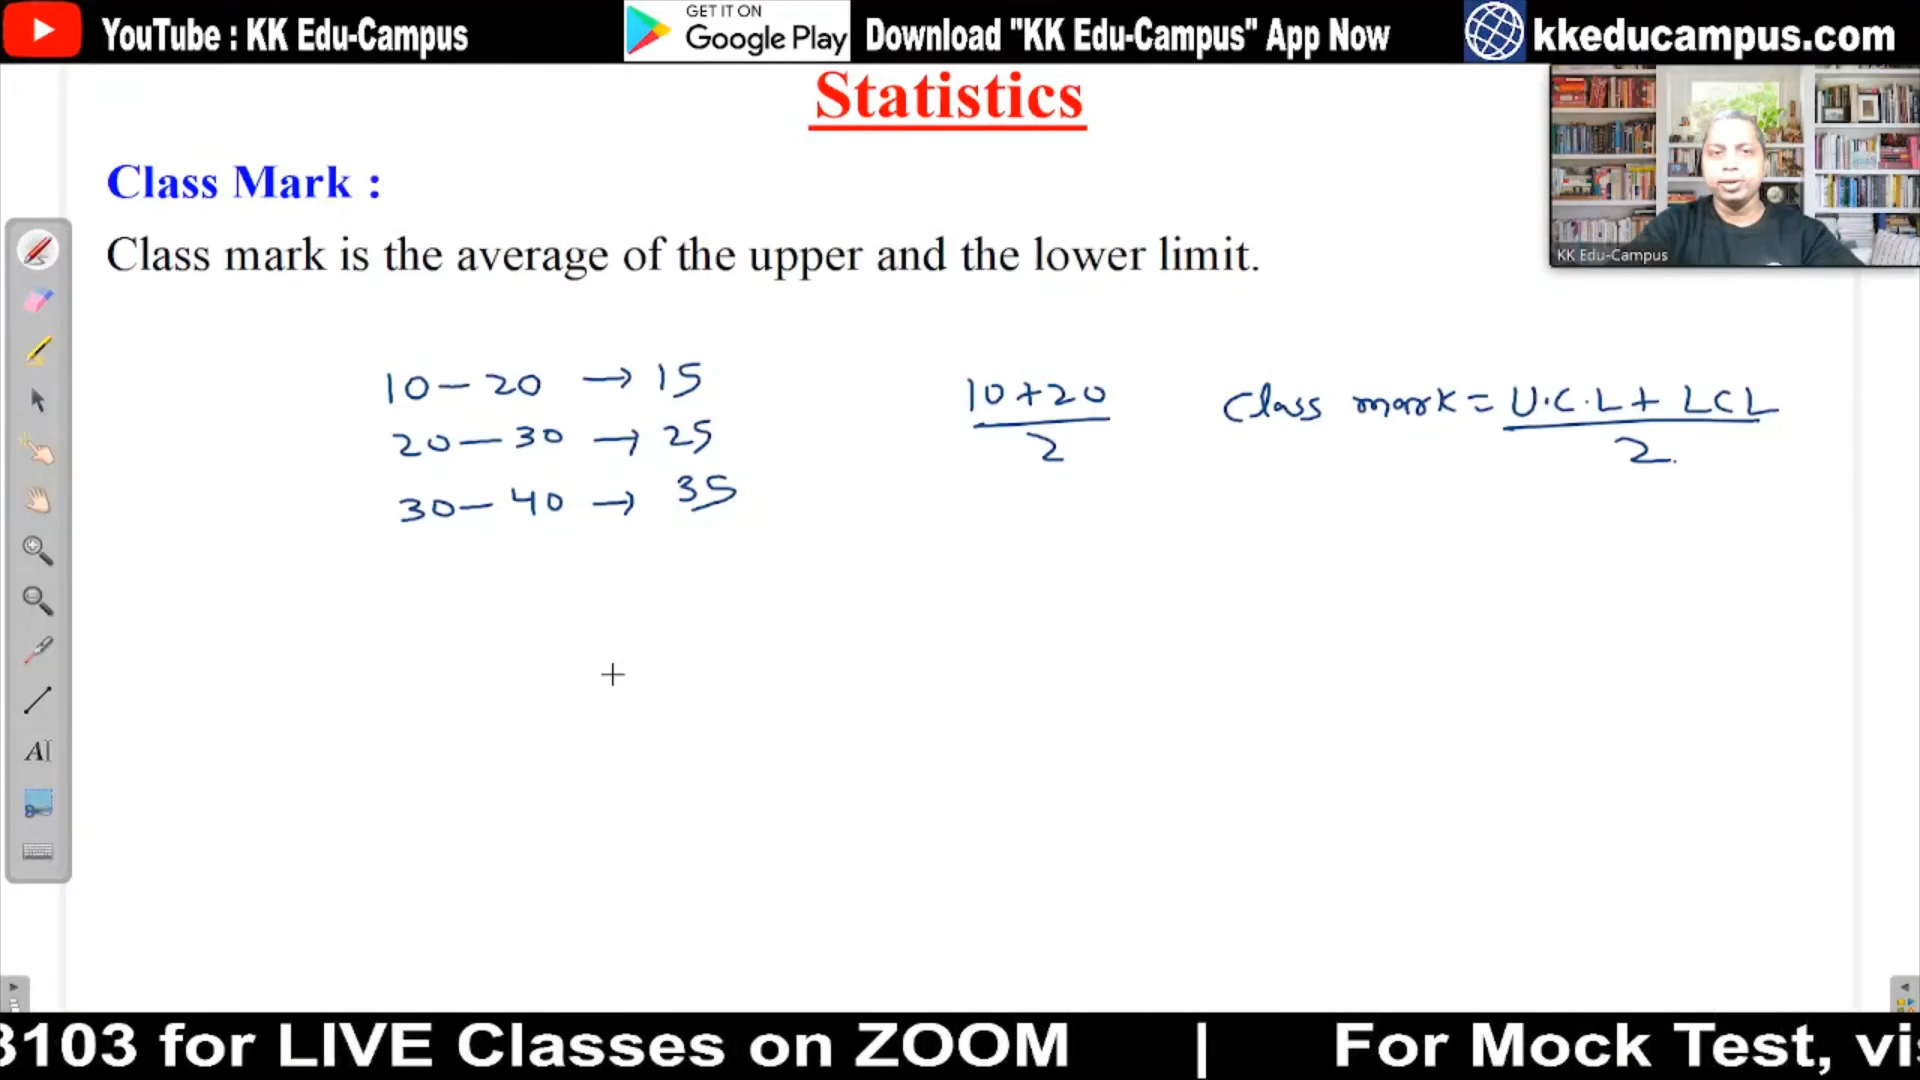 YouTube : KK Edu-Campus
GET IT ON
Google Play
Download "KK Edu-Campus" App Now
kkeducampus.com
Statistics
KK Edu-Campus
Class Mark :
Class mark is the average of the upper and the lower limit.
10 — 20 → 15
20 — 30 → 25
30 — 40 → 35
10+20
2
Class mark = U.C.L + LCL
2.
AI
3103 for LIVE Classes on ZOOM | For Mock Test, vis